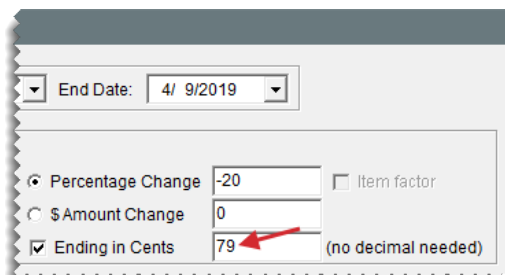 End Date: 4/ 9/2019
Percentage Change -20 Item factor
$ Amount Change 0
Ending in Cents 79 (no decimal needed)